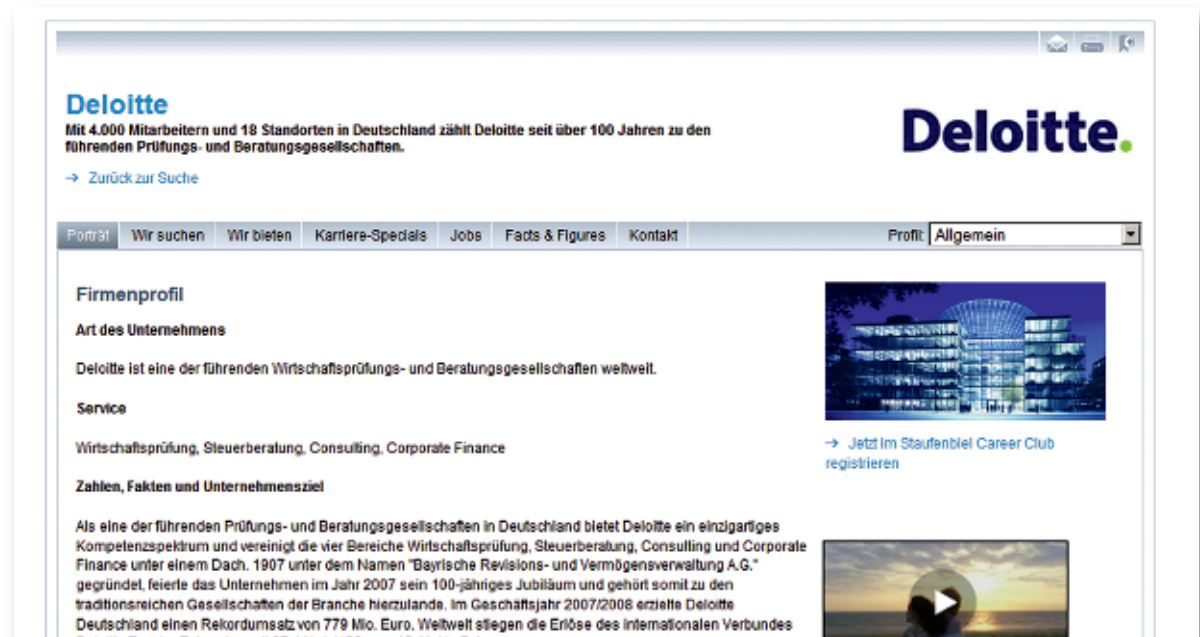 Deloitte
Mit 4.000 Mitarbeitern und 18 Standorten in Deutschland zählt Deloitte seit über 100 Jahren zu den
führenden Prüfungs- und Beratungsgesellschaften.
→ Zurück zur Suche
Deloitte.
Porträt Wir suchen Wir bieten Karriere-Specials Jobs Facts & Figures Kontakt Profil: Allgemein
Firmenprofil
Art des Unternehmens
Deloitte ist eine der führenden Wirtschaftsprüfungs- und Beratungsgesellschaften weltweit.
Service
Wirtschaftsprüfung, Steuerberatung, Consulting, Corporate Finance
Zahlen, Fakten und Unternehmensziel
Als eine der führenden Prüfungs- und Beratungsgesellschaften in Deutschland bietet Deloitte ein einzigartiges
Kompetenzspektrum und vereinigt die vier Bereiche Wirtschaftsprüfung, Steuerberatung, Consulting und Corporate
Finance unter einem Dach. 1907 unter dem Namen "Bayrische Revisions- und Vermögensverwaltung A.G."
gegründet, feierte das Unternehmen im Jahr 2007 sein 100-jähriges Jubiläum und gehört somit zu den
traditionsreichen Gesellschaften der Branche hierzulande. Im Geschäftsjahr 2007/2008 erzielte Deloitte
Deutschland einen Rekordumsatz von 779 Mio. Euro. Weltweit stiegen die Erlöse des internationalen Verbundes
→ Jetzt im Staufenbiel Career Club
registrieren